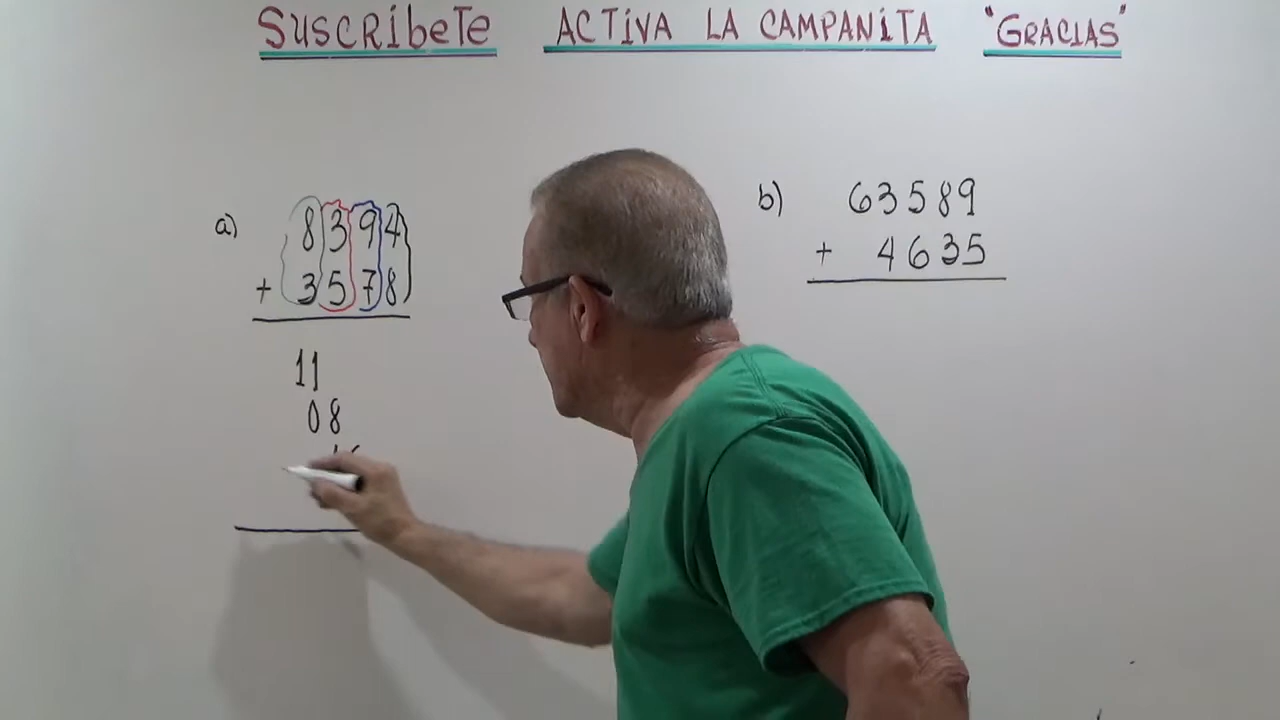 SUSCRIBETE ACTIVA LA CAMPANITA "GRACIAS"
a) 8394
+ 3578
11
08
b) 63589
+ 4635